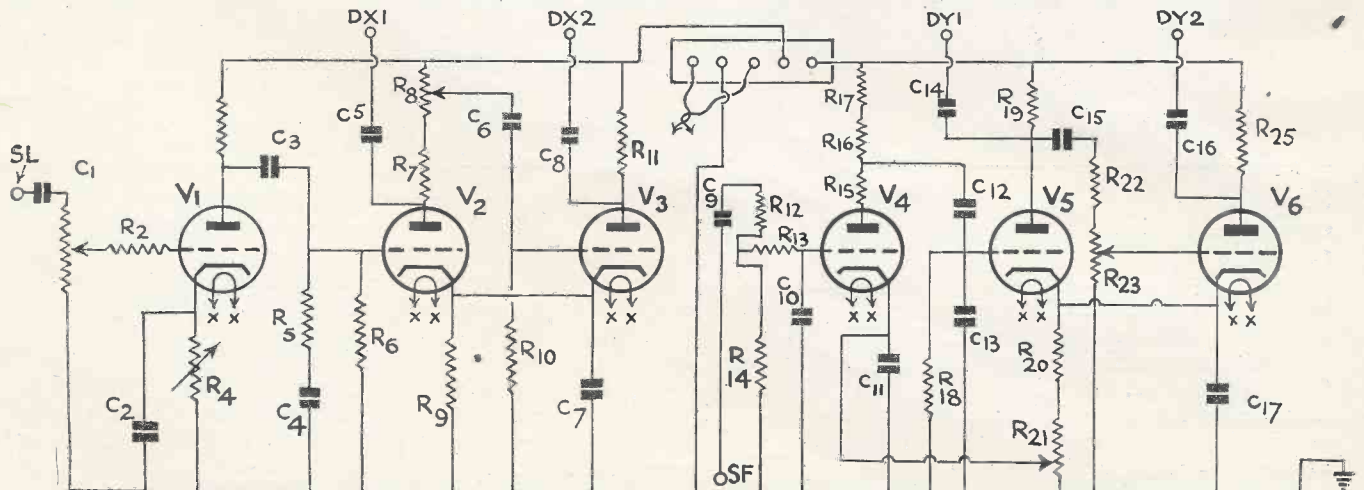 DX1
DX2
DY1
DY2
SL
C1
R2
V1
C3
C5
R8
R7
V2
C6
C8
R11
V3
C9
R12
R13
C10
R17
R16
R15
V4
C14
C12
R19
C15
V5
R22
C16
R25
V6
R23
x x
x x
x x
x x
x x
x x
C2
R4
R5
C4
R6
R9
R10
C7
R14
C11
R18
C13
R20
R21
C17
SF